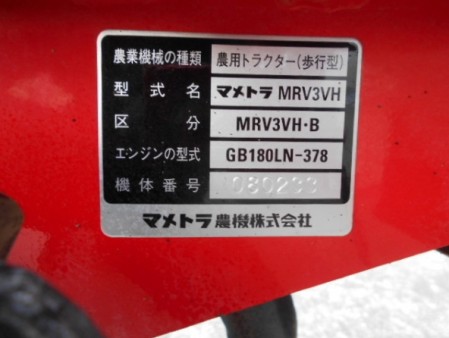 農業機械の種類 農用トラクター(歩行型)
型式名 マメトラ MRV3VH
区分 MRV3VH・B
エンジンの型式 GB180LN-378
機体番号 080293
マメトラ農機株式会社